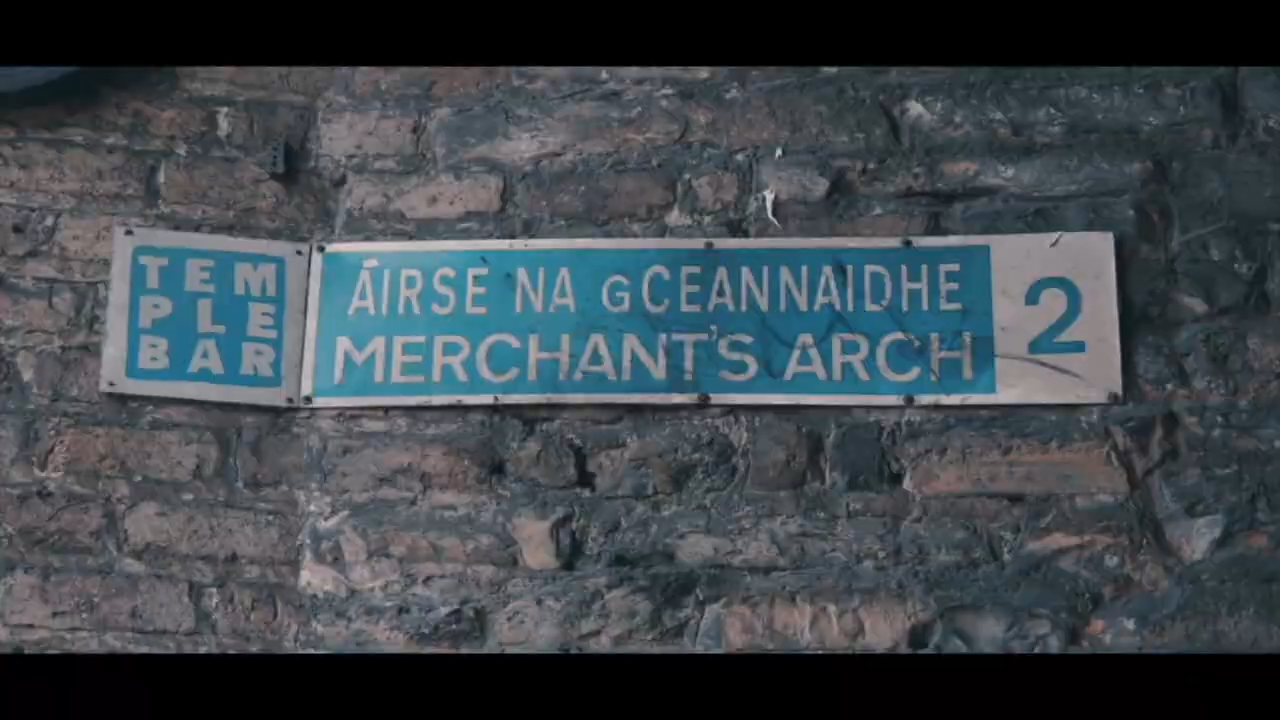 TEM
PLE
BAR
ÁIRSE NA gCEANNAIDHE
MERCHANT'S ARCH
2